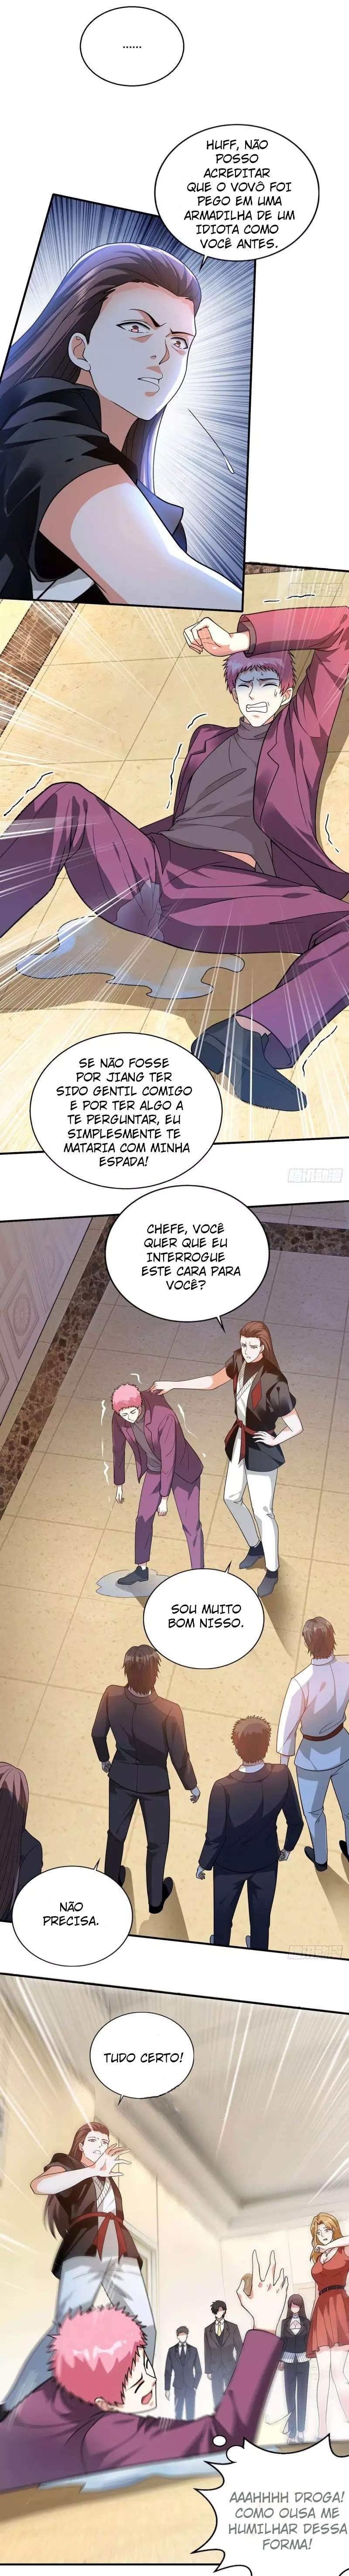 ......
HUFF, NÃO
POSSO
ACREDITAR
QUE O VOVÔ FOI
PEGO EM UMA
ARMADILHA DE UM
IDIOTA COMO
VOCÊ ANTES.
SE NÃO FOSSE
POR JIANG TER
SIDO GENTIL COMIGO
E POR TER ALGO A
TE PERGUNTAR, EU
SIMPLESMENTE TE
MATARIA COM MINHA
ESPADA!
CHEFE, VOCÊ
QUER QUE EU
INTERROGUE
ESTE CARA PARA
VOCÊ?
SOU MUITO
BOM NISSO.
NÃO
PRECISA.
TUDO CERTO!
AAAHHHH DROGA!
COMO OUSA ME
HUMILHAR DESSA
FORMA!